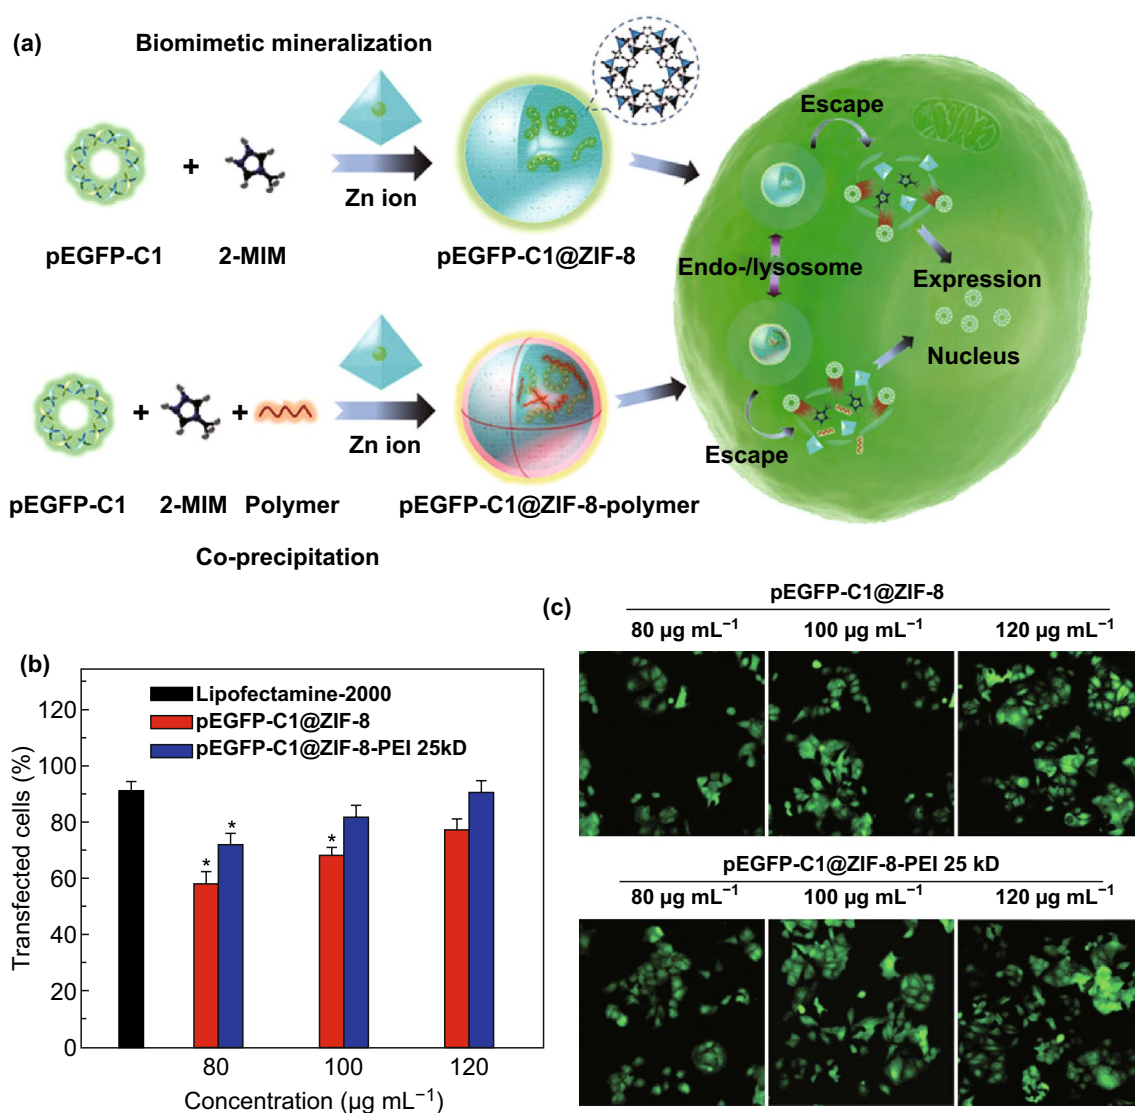 (a)
Biomimetic mineralization
Zn ion
pEGFP-C1
+
2-MIM
pEGFP-C1@ZIF-8
Escape
Endo-/lysosome
Expression
Nucleus
Escape
+
+
Zn ion
pEGFP-C1
2-MIM
Polymer
pEGFP-C1@ZIF-8-polymer
Co-precipitation
(b)
Transfected cells (%)
120
100
80
60
40
20
0
Lipofectamine-2000
pEGFP-C1@ZIF-8
pEGFP-C1@ZIF-8-PEI 25kD
*
*
*
80
100
120
Concentration (µg mL⁻¹)
(c)
pEGFP-C1@ZIF-8
80 µg mL⁻¹
100 µg mL⁻¹
120 µg mL⁻¹
pEGFP-C1@ZIF-8-PEI 25 kD
80 µg mL⁻¹
100 µg mL⁻¹
120 µg mL⁻¹